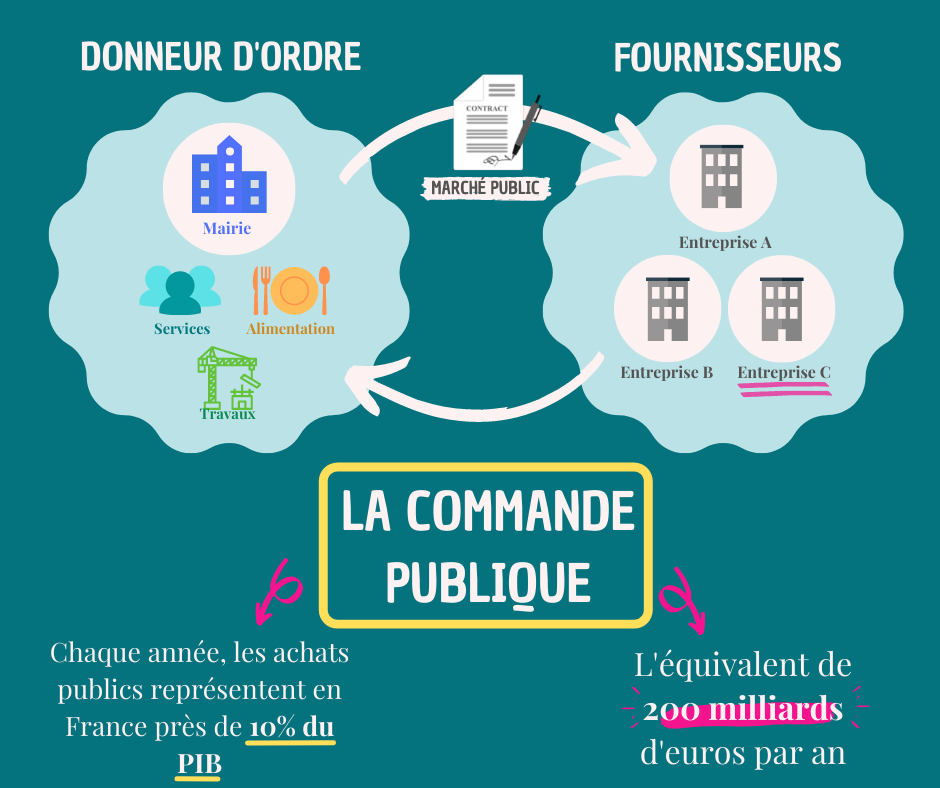 DONNEUR D'ORDRE
FOURNISSEURS
CONTRACT
MARCHÉ PUBLIC
Mairie
Services
Alimentation
Travaux
Entreprise A
Entreprise B
Entreprise C
LA COMMANDE
PUBLIQUE
Chaque année, les achats
publics représentent en
France près de 10% du
PIB
L'équivalent de
200 milliards
d'euros par an